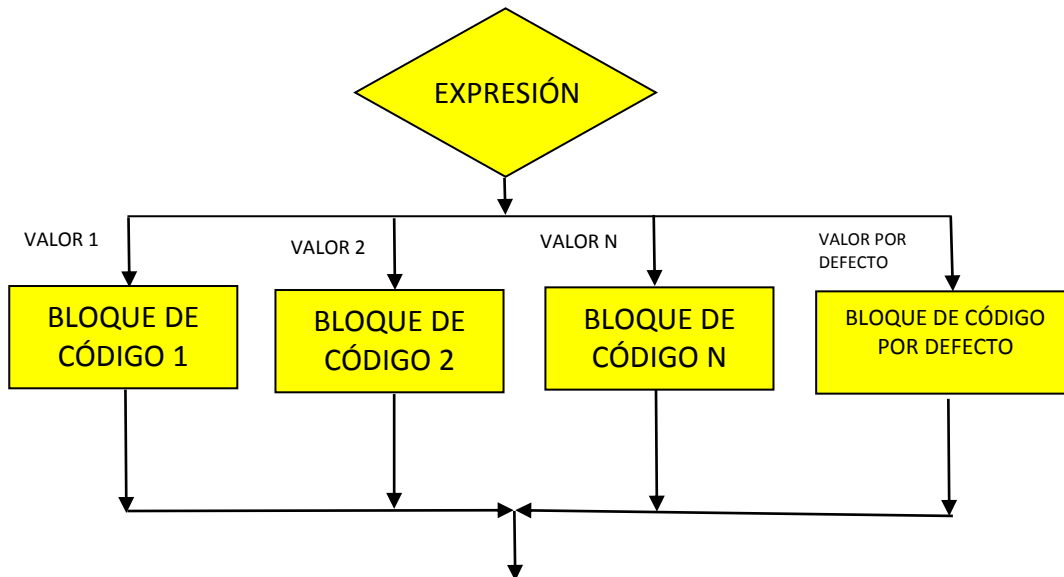 EXPRESIÓN
VALOR 1
VALOR 2
VALOR N
VALOR POR
DEFECTO
BLOQUE DE
CÓDIGO 1
BLOQUE DE
CÓDIGO 2
BLOQUE DE
CÓDIGO N
BLOQUE DE CÓDIGO
POR DEFECTO